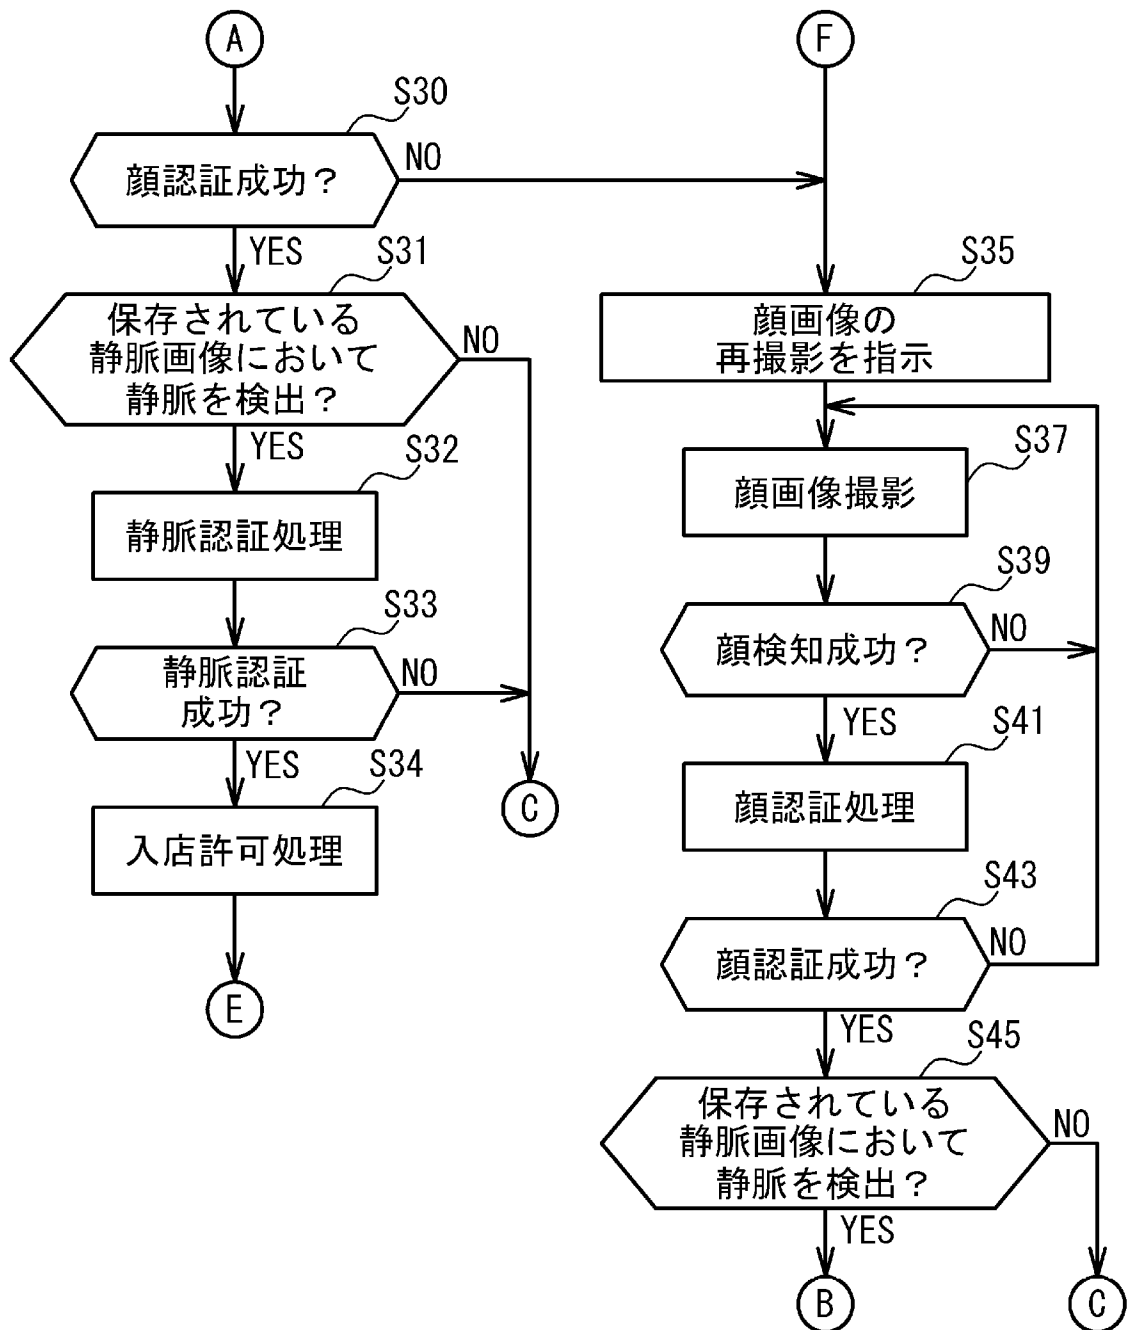 A
S30
顔認証成功？
NO
YES
S31
保存されている
静脈画像において
静脈を検出？
NO
YES
S32
静脈認証処理
S33
静脈認証
成功？
NO
YES
S34
入店許可処理
C
E
F
S35
顔画像の
再撮影を指示
S37
顔画像撮影
S39
顔検知成功？
NO
YES
S41
顔認証処理
S43
顔認証成功？
NO
YES
S45
保存されている
静脈画像において
静脈を検出？
NO
YES
B
C